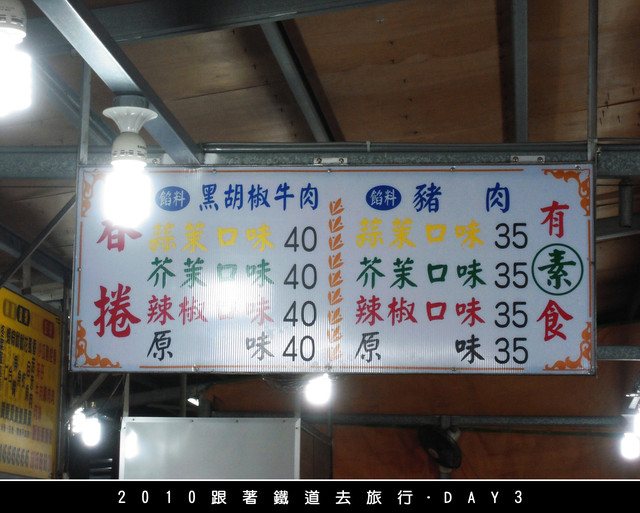 春捲
餡料 黑胡椒牛肉
蒜茉口味 40
芥茉口味 40
辣椒口味 40
原味 40
餡料 豬肉
蒜茉口味 35
芥茉口味 35
辣椒口味 35
原味 35
有素食
2010跟著鐵道去旅行·DAY3